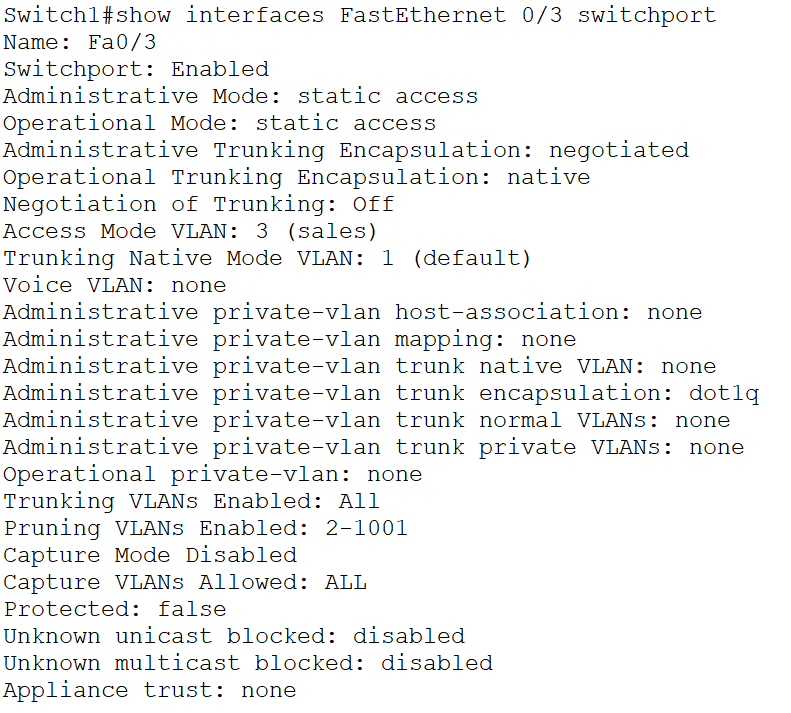 Switch1#show interfaces FastEthernet 0/3 switchport
Name: Fa0/3
Switchport: Enabled
Administrative Mode: static access
Operational Mode: static access
Administrative Trunking Encapsulation: negotiated
Operational Trunking Encapsulation: native
Negotiation of Trunking: Off
Access Mode VLAN: 3 (sales)
Trunking Native Mode VLAN: 1 (default)
Voice VLAN: none
Administrative private-vlan host-association: none
Administrative private-vlan mapping: none
Administrative private-vlan trunk native VLAN: none
Administrative private-vlan trunk encapsulation: dot1q
Administrative private-vlan trunk normal VLANs: none
Administrative private-vlan trunk private VLANs: none
Operational private-vlan: none
Trunking VLANs Enabled: All
Pruning VLANs Enabled: 2-1001
Capture Mode Disabled
Capture VLANs Allowed: ALL
Protected: false
Unknown unicast blocked: disabled
Unknown multicast blocked: disabled
Appliance trust: none